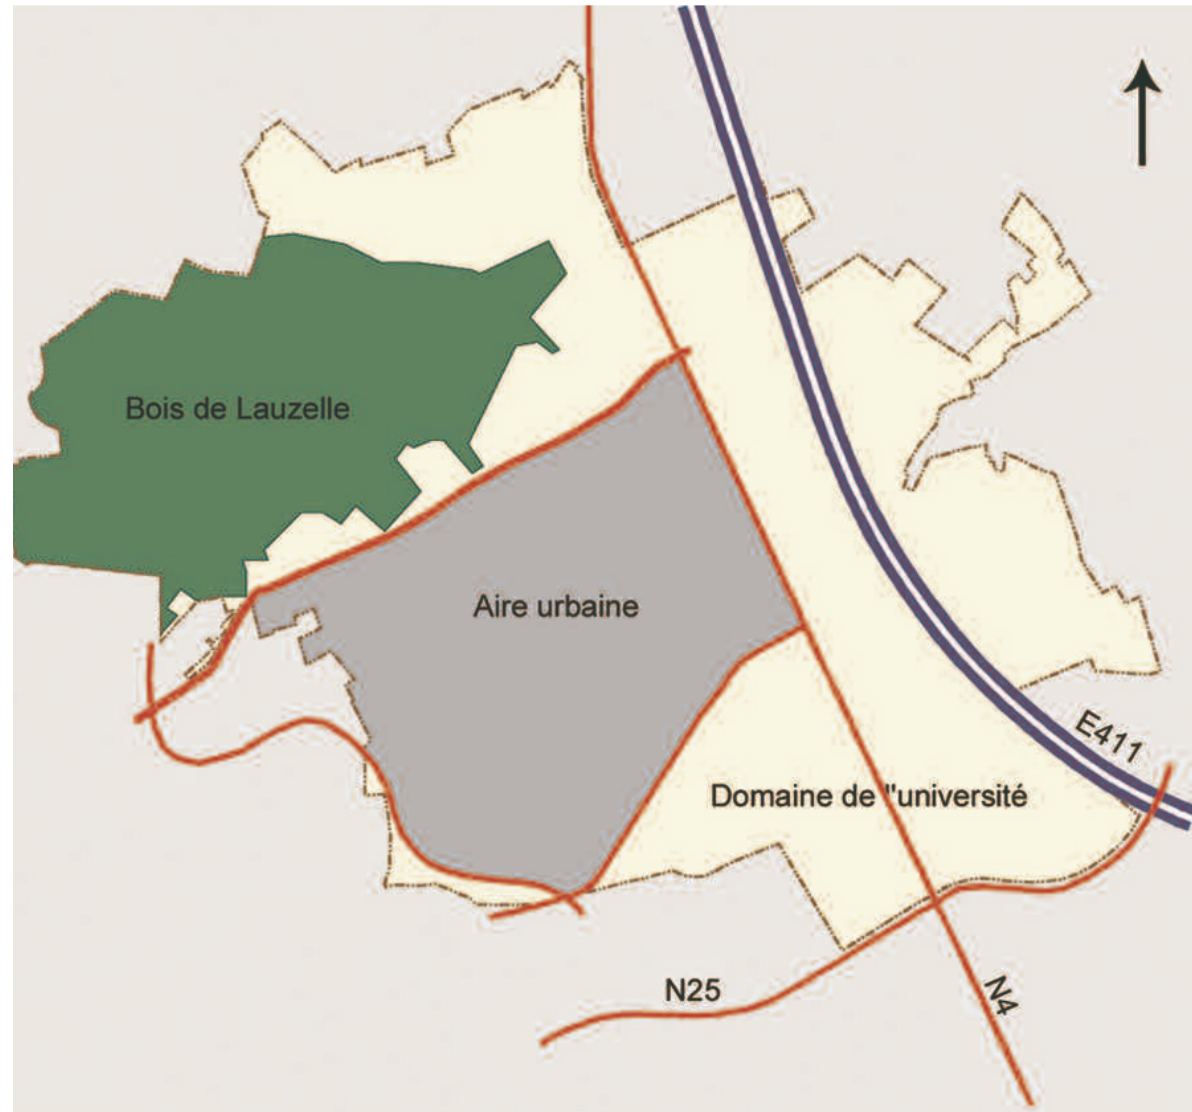 Bois de Lauzelle
Aire urbaine
E411
Domaine de l"université
N25
N4